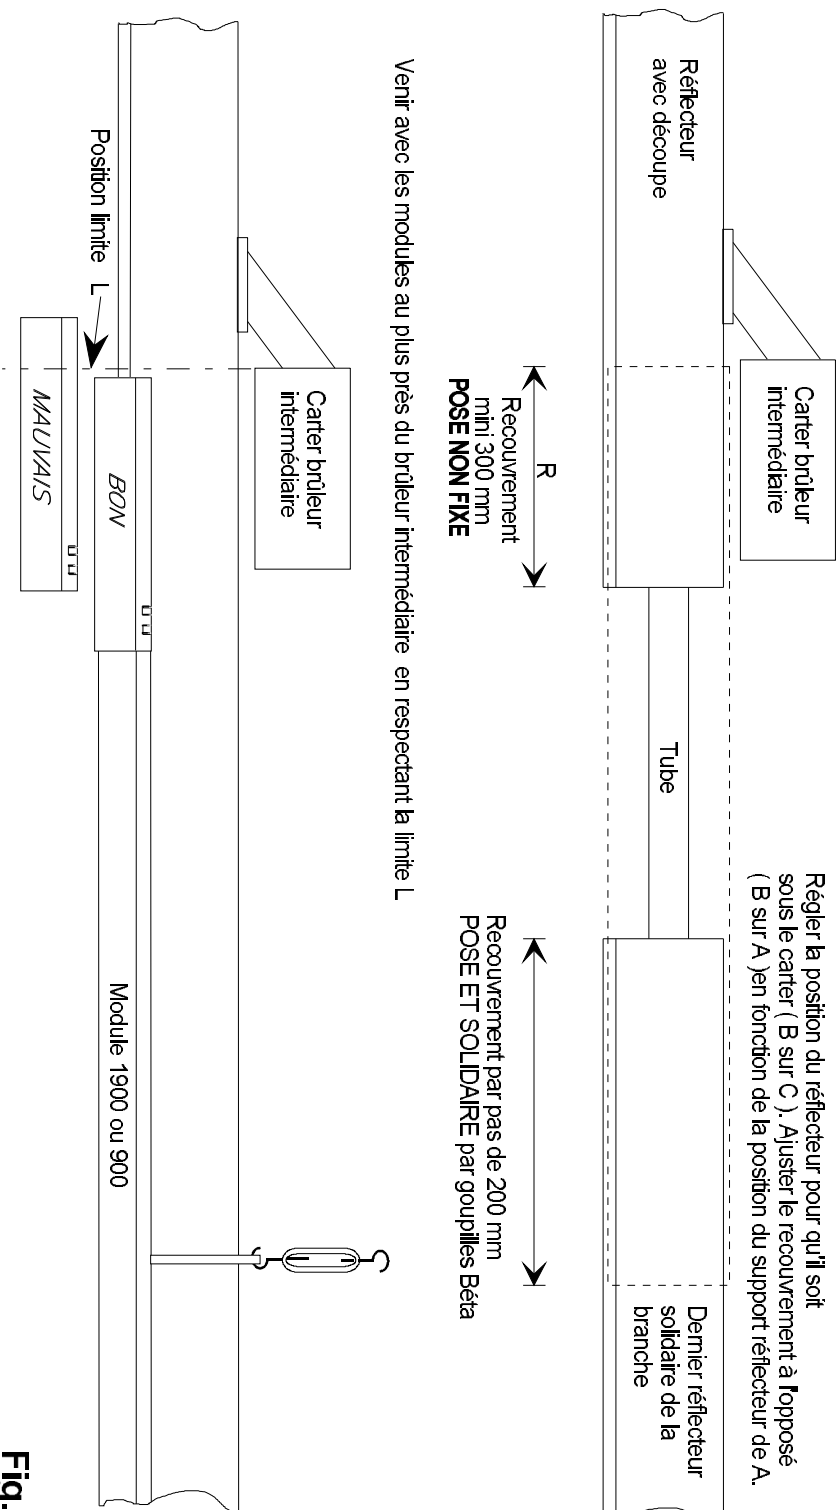 Régler la position du réflecteur pour qu'il soit
sous le carter ( B sur C ). Ajuster le recouvrement à l'opposé
( B sur A )en fonction de la position du support réflecteur de A.
Carter brûleur
intermédiaire
Réflecteur
avec découpe
Tube
Dernier réflecteur
solidaire de la
branche
R
Recouvrement
mini 300 mm
POSE NON FIXE
Recouvrement par pas de 200 mm
POSE ET SOLIDAIRE par goupilles Béta
Venir avec les modules au plus près du brûleur intermédiaire en respectant la limite L
Carter brûleur
intermédiaire
Position limite L
BON
MAUVAIS
Module 1900 ou 900
Fig.